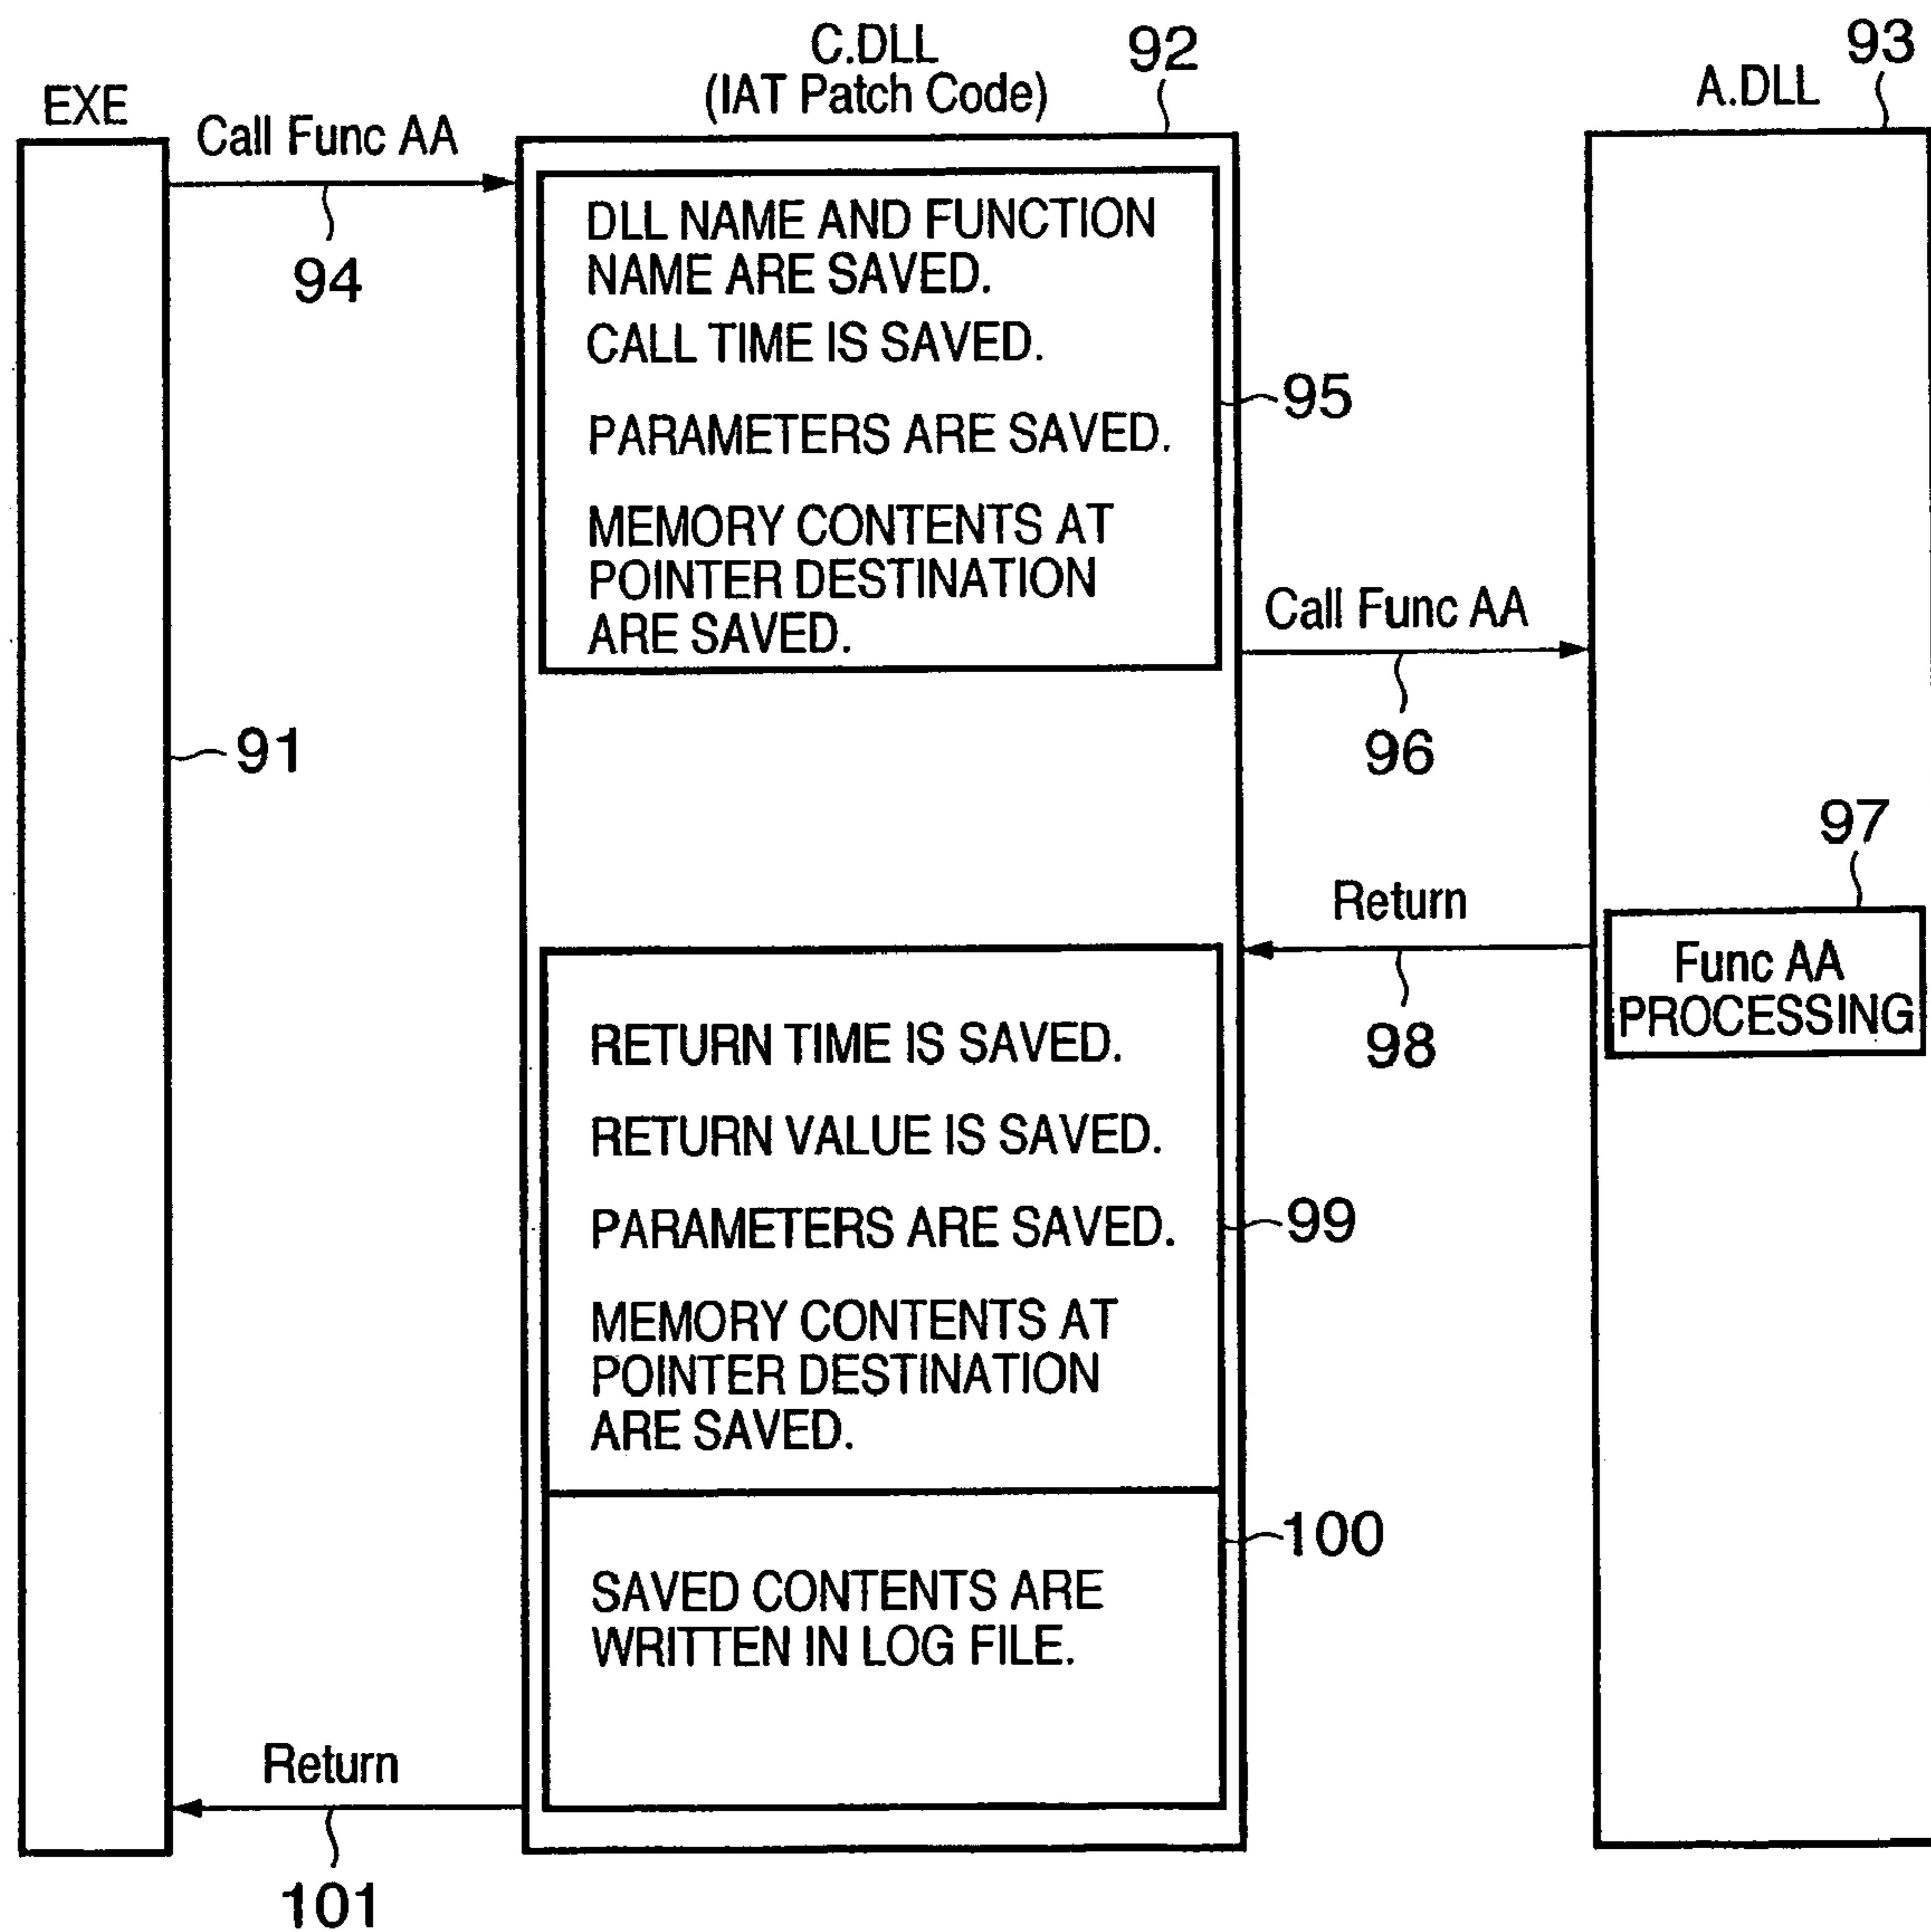 C.DLL
(IAT Patch Code)
92
93
EXE
A.DLL
Call Func AA
94
DLL NAME AND FUNCTION
NAME ARE SAVED.
CALL TIME IS SAVED.
PARAMETERS ARE SAVED.
MEMORY CONTENTS AT
POINTER DESTINATION
ARE SAVED.
95
Call Func AA
96
91
97
Return
98
Func AA
PROCESSING
RETURN TIME IS SAVED.
RETURN VALUE IS SAVED.
PARAMETERS ARE SAVED.
MEMORY CONTENTS AT
POINTER DESTINATION
ARE SAVED.
99
100
SAVED CONTENTS ARE
WRITTEN IN LOG FILE.
Return
101